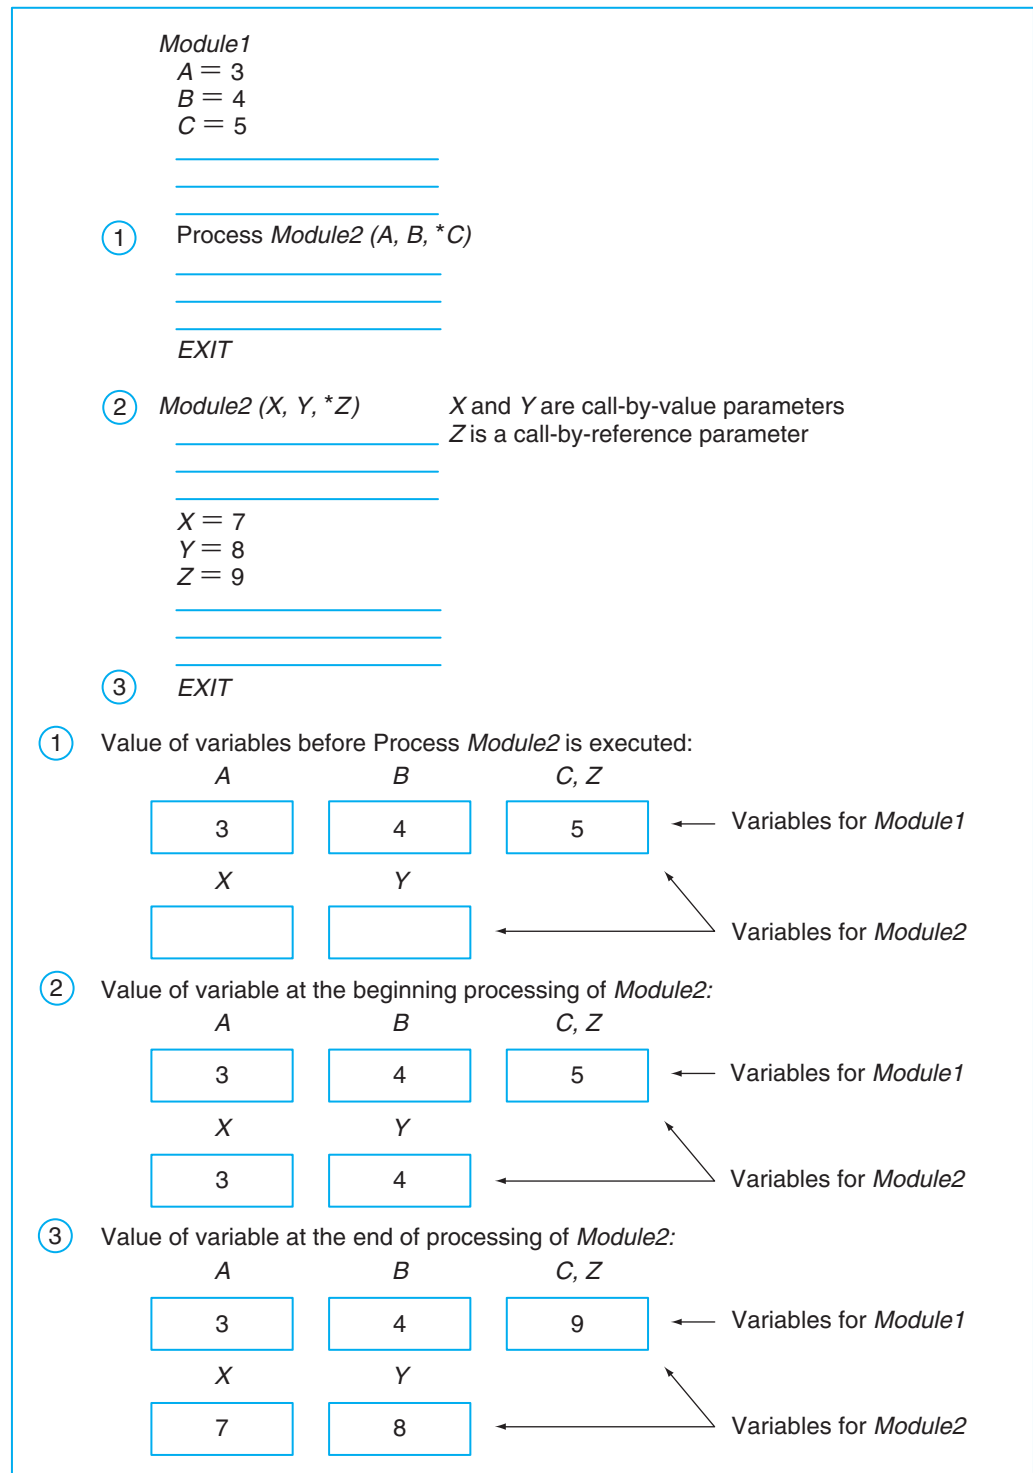 Module1
A = 3
B = 4
C = 5
1 Process Module2 (A, B, *C)
EXIT
2 Module2 (X, Y, *Z) X and Y are call-by-value parameters
Z is a call-by-reference parameter
X = 7
Y = 8
Z = 9
3 EXIT
1 Value of variables before Process Module2 is executed:
A B C, Z
3 4 5 Variables for Module1
X Y
Variables for Module2
2 Value of variable at the beginning processing of Module2:
A B C, Z
3 4 5 Variables for Module1
X Y
3 4 Variables for Module2
3 Value of variable at the end of processing of Module2:
A B C, Z
3 4 9 Variables for Module1
X Y
7 8 Variables for Module2